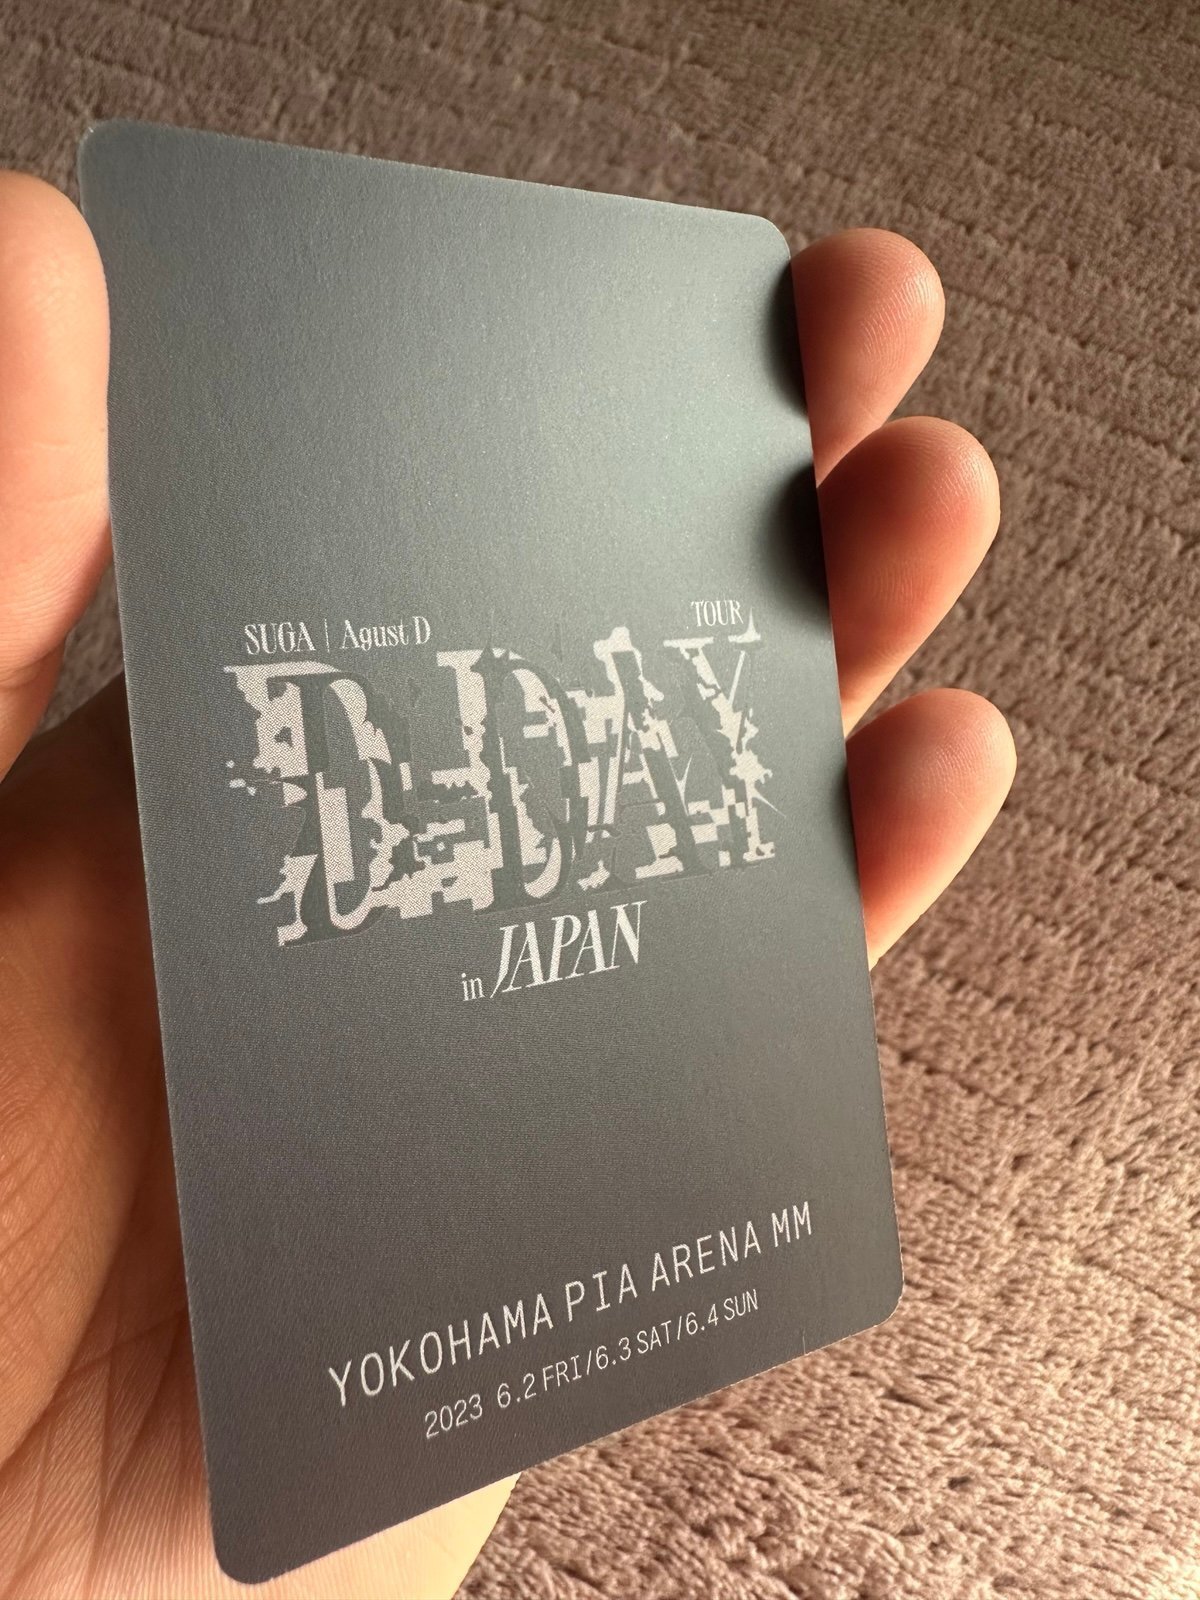 SUGA | Agust D TOUR
D-DAY
in JAPAN
YOKOHAMA PIA ARENA MM
2023 6.2 FRI/6.3 SAT/6.4 SUN